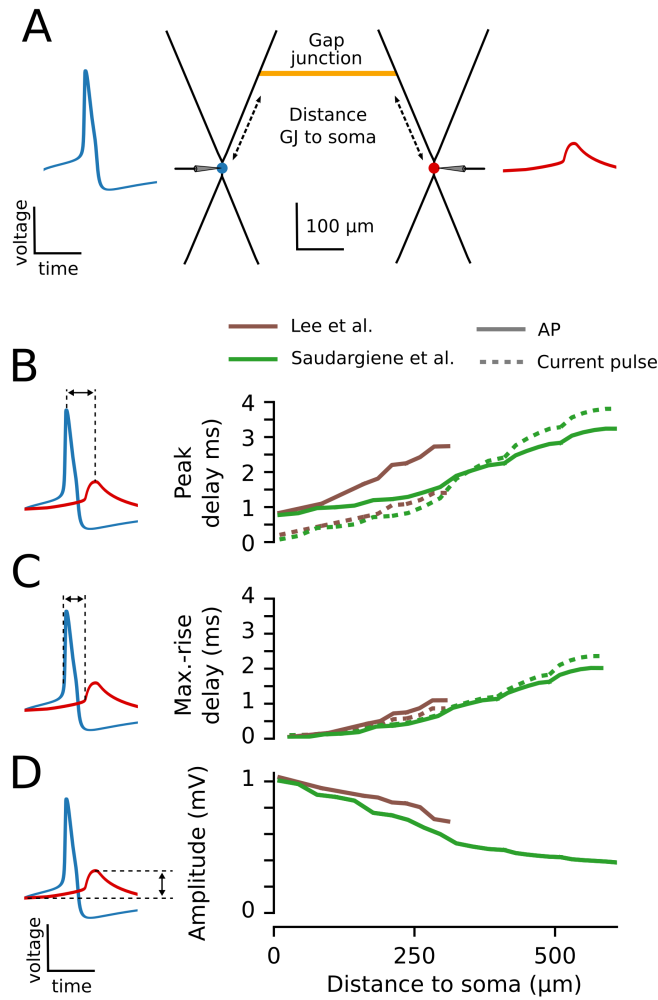 A
Gap
junction
Distance
GJ to soma
voltage
time
100 µm
Lee et al.
AP
Saudargiene et al.
Current pulse
B
Peak
delay ms)
4
3
2
1
0
C
Max.-rise
delay (ms)
4
3
2
1
0
D
Amplitude (mV)
1
0
voltage
time
0
250
500
Distance to soma (µm)